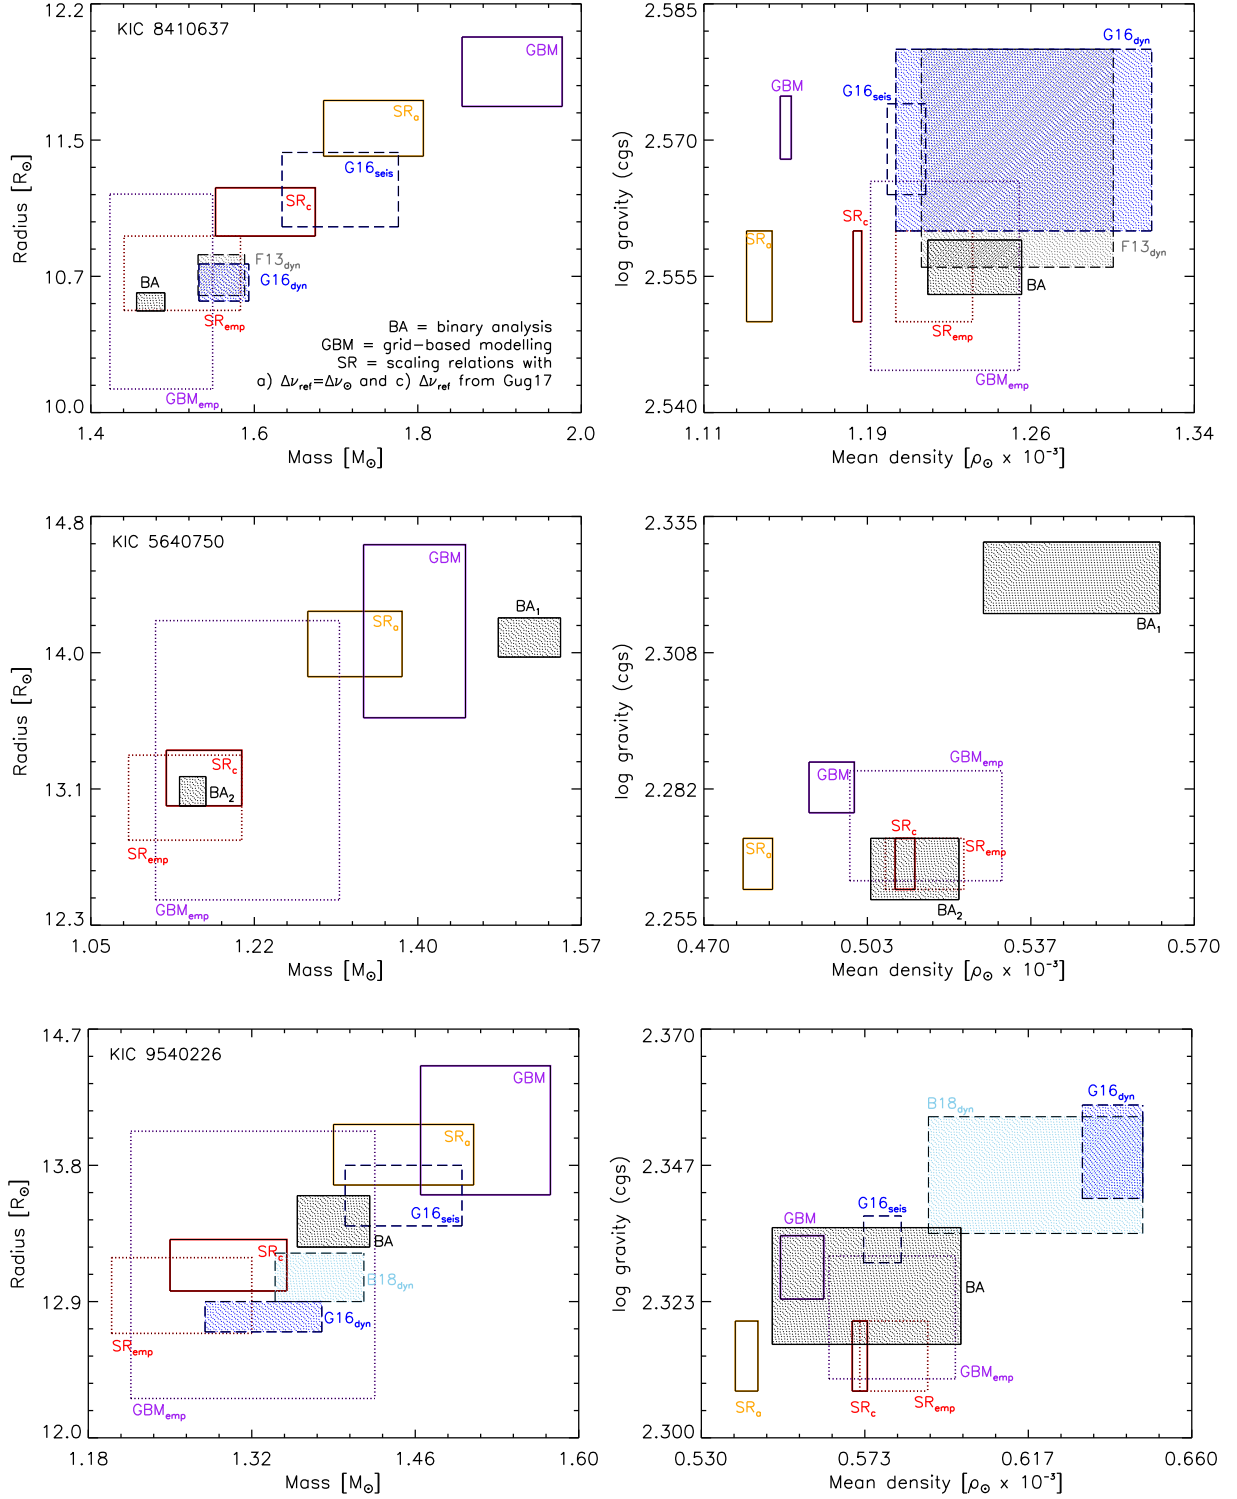 KIC 8410637
12.2
11.5
10.7
10.0
Radius [R⊙]
GBM
SRa
G16seis
SRc
F13dyn
G16dyn
BA
SRemp
GBMemp
BA = binary analysis
GBM = grid-based modelling
SR = scaling relations with
a) Δνref=Δν⊙ and c) Δνref from Gug17
1.4 1.6 1.8 2.0
Mass [M⊙]
2.585
2.570
2.555
2.540
log gravity (cgs)
G16dyn
GBM
G16seis
SRc
SRa
F13dyn
BA
SRemp
GBMemp
1.11 1.19 1.26 1.34
Mean density [ρ⊙ x 10⁻³]
KIC 5640750
14.8
14.0
13.1
12.3
Radius [R⊙]
GBM
SRa
BA1
SRc
BA2
SRemp
GBMemp
1.05 1.22 1.40 1.57
Mass [M⊙]
2.335
2.308
2.282
2.255
log gravity (cgs)
BA1
GBMemp
GBM
SRc
SRa
SRemp
BA2
0.470 0.503 0.537 0.570
Mean density [ρ⊙ x 10⁻³]
KIC 9540226
14.7
13.8
12.9
12.0
Radius [R⊙]
GBM
SRa
G16seis
BA
SRc
B18dyn
G16dyn
SRemp
GBMemp
1.18 1.32 1.46 1.60
Mass [M⊙]
2.370
2.347
2.323
2.300
log gravity (cgs)
G16dyn
B18dyn
G16seis
GBM
BA
GBMemp
SRa
SRc
SRemp
0.530 0.573 0.617 0.660
Mean density [ρ⊙ x 10⁻³]